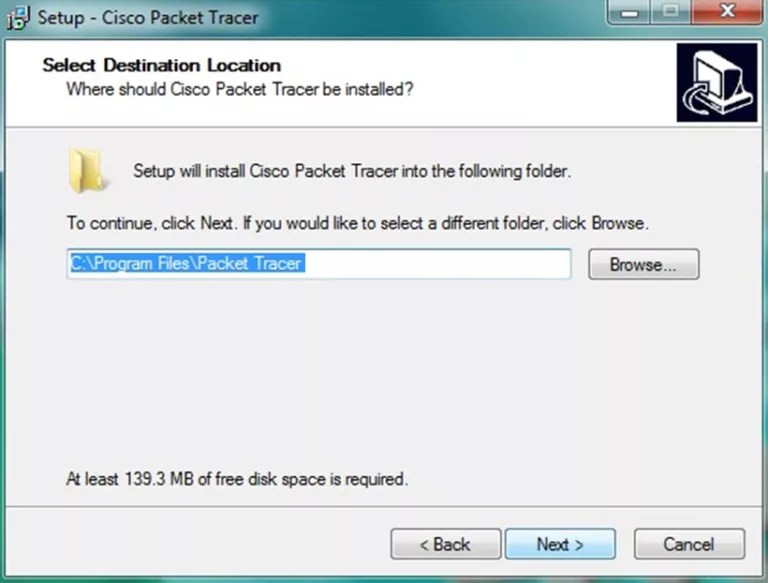 Setup - Cisco Packet Tracer
Select Destination Location
Where should Cisco Packet Tracer be installed?
Setup will install Cisco Packet Tracer into the following folder.
To continue, click Next. If you would like to select a different folder, click Browse.
C:\Program Files\Packet Tracer
Browse...
At least 139.3 MB of free disk space is required.
< Back
Next >
Cancel